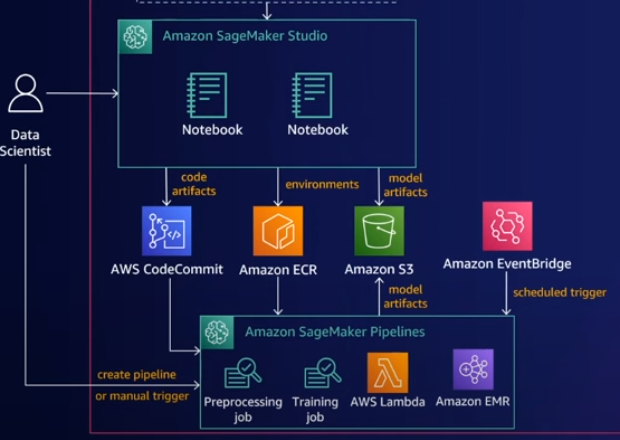 Amazon SageMaker Studio
Notebook
Notebook
Data
Scientist
code
artifacts
environments
model
artifacts
AWS CodeCommit
Amazon ECR
Amazon S3
Amazon EventBridge
model
artifacts
scheduled trigger
Amazon SageMaker Pipelines
create pipeline
or manual trigger
Preprocessing
job
Training
job
AWS Lambda
Amazon EMR